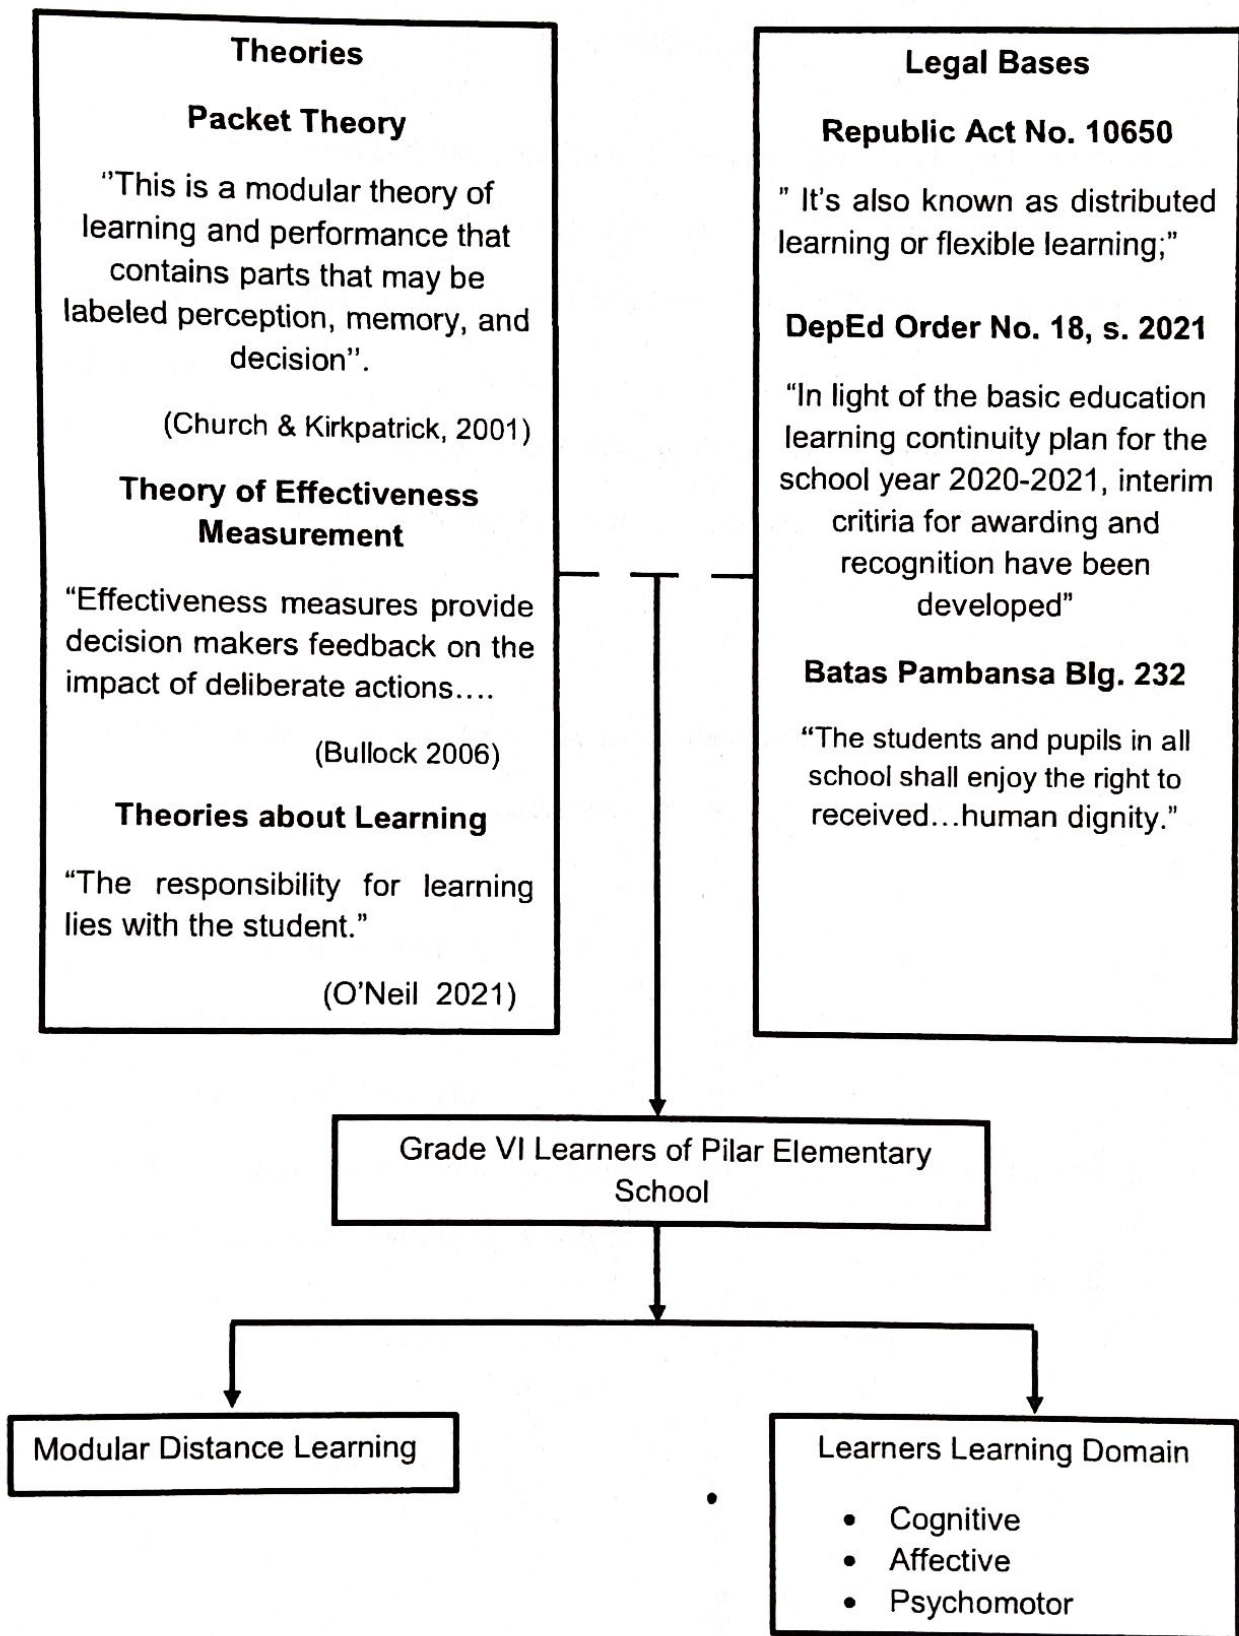 Theories
Packet Theory
"This is a modular theory of
learning and performance that
contains parts that may be
labeled perception, memory, and
decision".
(Church & Kirkpatrick, 2001)
Theory of Effectiveness
Measurement
“Effectiveness measures provide
decision makers feedback on the
impact of deliberate actions….
(Bullock 2006)
Theories about Learning
“The responsibility for learning
lies with the student.”
(O'Neil 2021)
Legal Bases
Republic Act No. 10650
" It's also known as distributed
learning or flexible learning;”
DepEd Order No. 18, s. 2021
“In light of the basic education
learning continuity plan for the
school year 2020-2021, interim
critiria for awarding and
recognition have been
developed”
Batas Pambansa Blg. 232
“The students and pupils in all
school shall enjoy the right to
received…human dignity.”
Grade VI Learners of Pilar Elementary
School
Modular Distance Learning
Learners Learning Domain
• Cognitive
• Affective
• Psychomotor